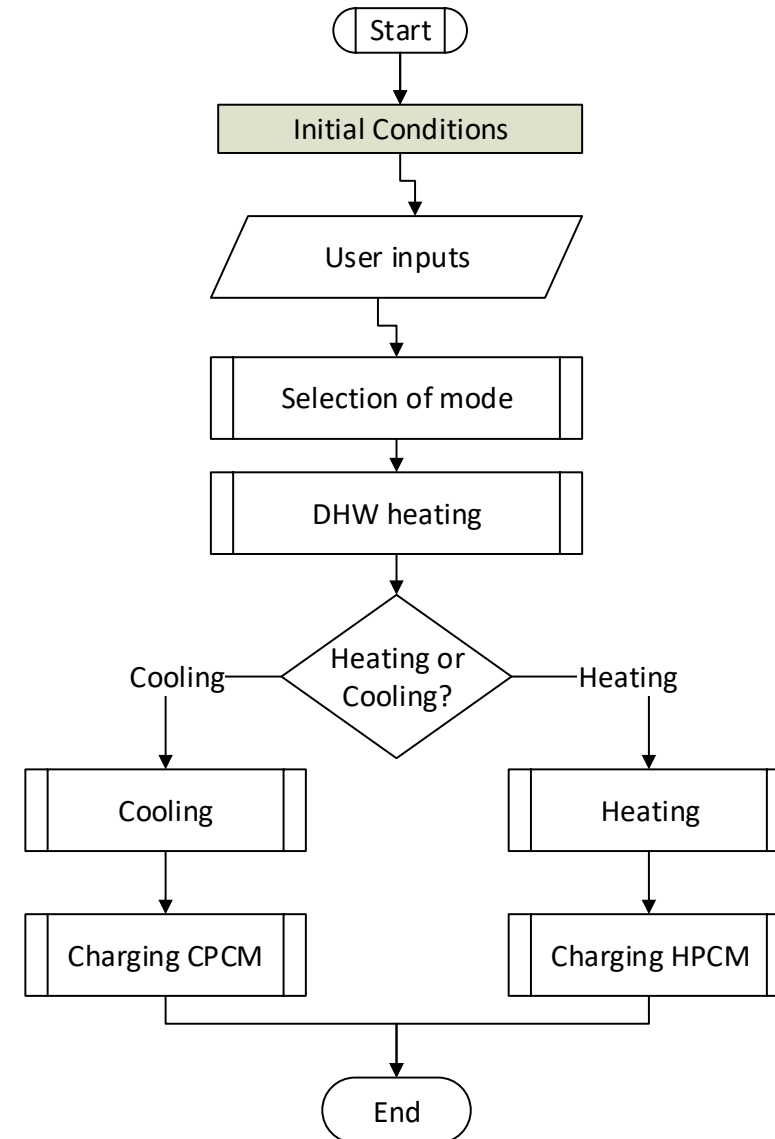 Start
Initial Conditions
User inputs
Selection of mode
DHW heating
Heating or
Cooling?
Cooling
Heating
Cooling
Heating
Charging CPCM
Charging HPCM
End